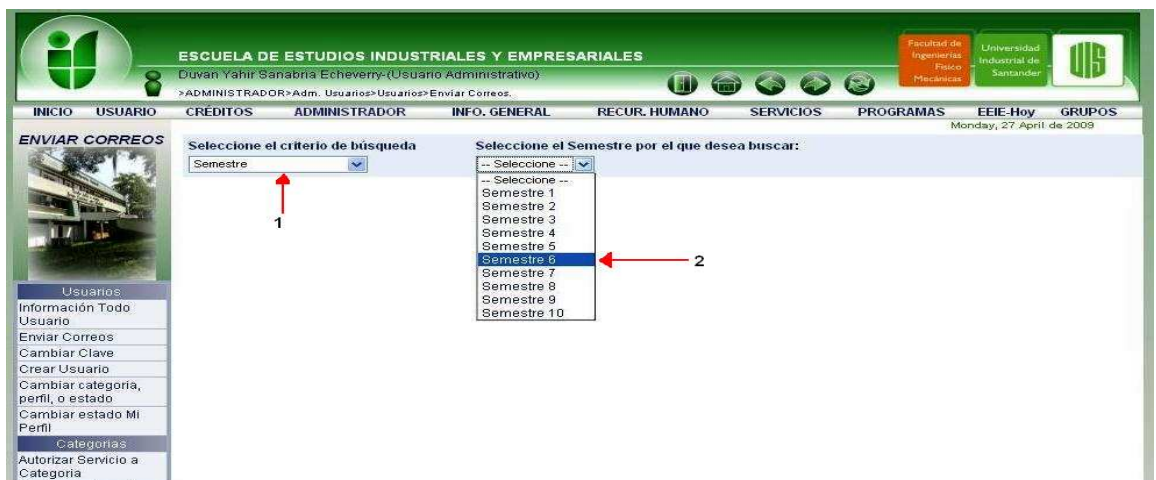 ESCUELA DE ESTUDIOS INDUSTRIALES Y EMPRESARIALES
Duvan Yahir Sanabria Echeverry-(Usuario Administrativo)
>ADMINISTRADOR>Adm. Usuarios>Usuarios>Enviar Correos.
Facultad de
Ingenierías
Físico
Mecánicas
Universidad
Industrial de
Santander
UIS
INICIO USUARIO CRÉDITOS ADMINISTRADOR INFO. GENERAL RECUR. HUMANO SERVICIOS PROGRAMAS EEIE-Hoy GRUPOS
Monday, 27 April de 2009
ENVIAR CORREOS
Seleccione el criterio de búsqueda
Semestre
1
Seleccione el Semestre por el que desea buscar:
-- Seleccione --
-- Seleccione --
Semestre 1
Semestre 2
Semestre 3
Semestre 4
Semestre 5
Semestre 6
2
Semestre 7
Semestre 8
Semestre 9
Semestre 10
Usuarios
Información Todo
Usuario
Enviar Correos
Cambiar Clave
Crear Usuario
Cambiar categoría,
perfil, o estado
Cambiar estado Mi
Perfil
Categorias
Autorizar Servicio a
Categoria